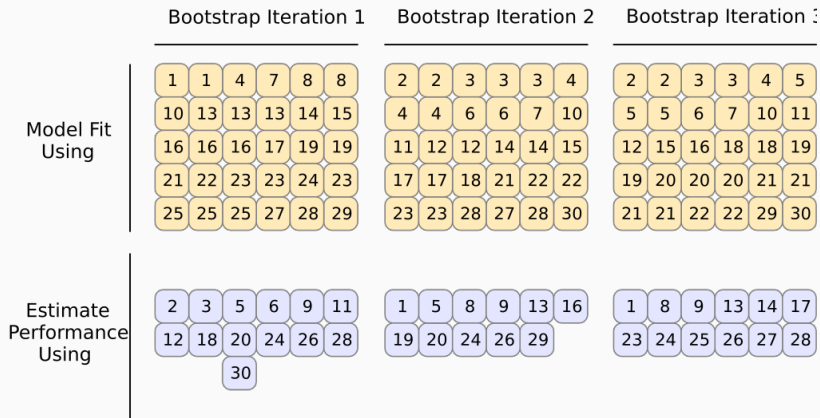 Bootstrap Iteration 1 Bootstrap Iteration 2 Bootstrap Iteration
Model Fit
Using
1 1 4 7 8 8
10 13 13 13 14 15
16 16 16 17 19 19
21 22 23 23 24 23
25 25 25 27 28 29
2 2 3 3 3 4
4 4 6 6 7 10
11 12 12 14 14 15
17 17 18 21 22 22
23 23 28 27 28 30
2 2 3 3 4 5
5 5 6 7 10 11
12 15 16 18 18 19
19 20 20 20 21 21
21 21 22 22 29 30
Estimate
Performance
Using
2 3 5 6 9 11
12 18 20 24 26 28
30
1 5 8 9 13 16
19 20 24 26 29
1 8 9 13 14 17
23 24 25 26 27 28